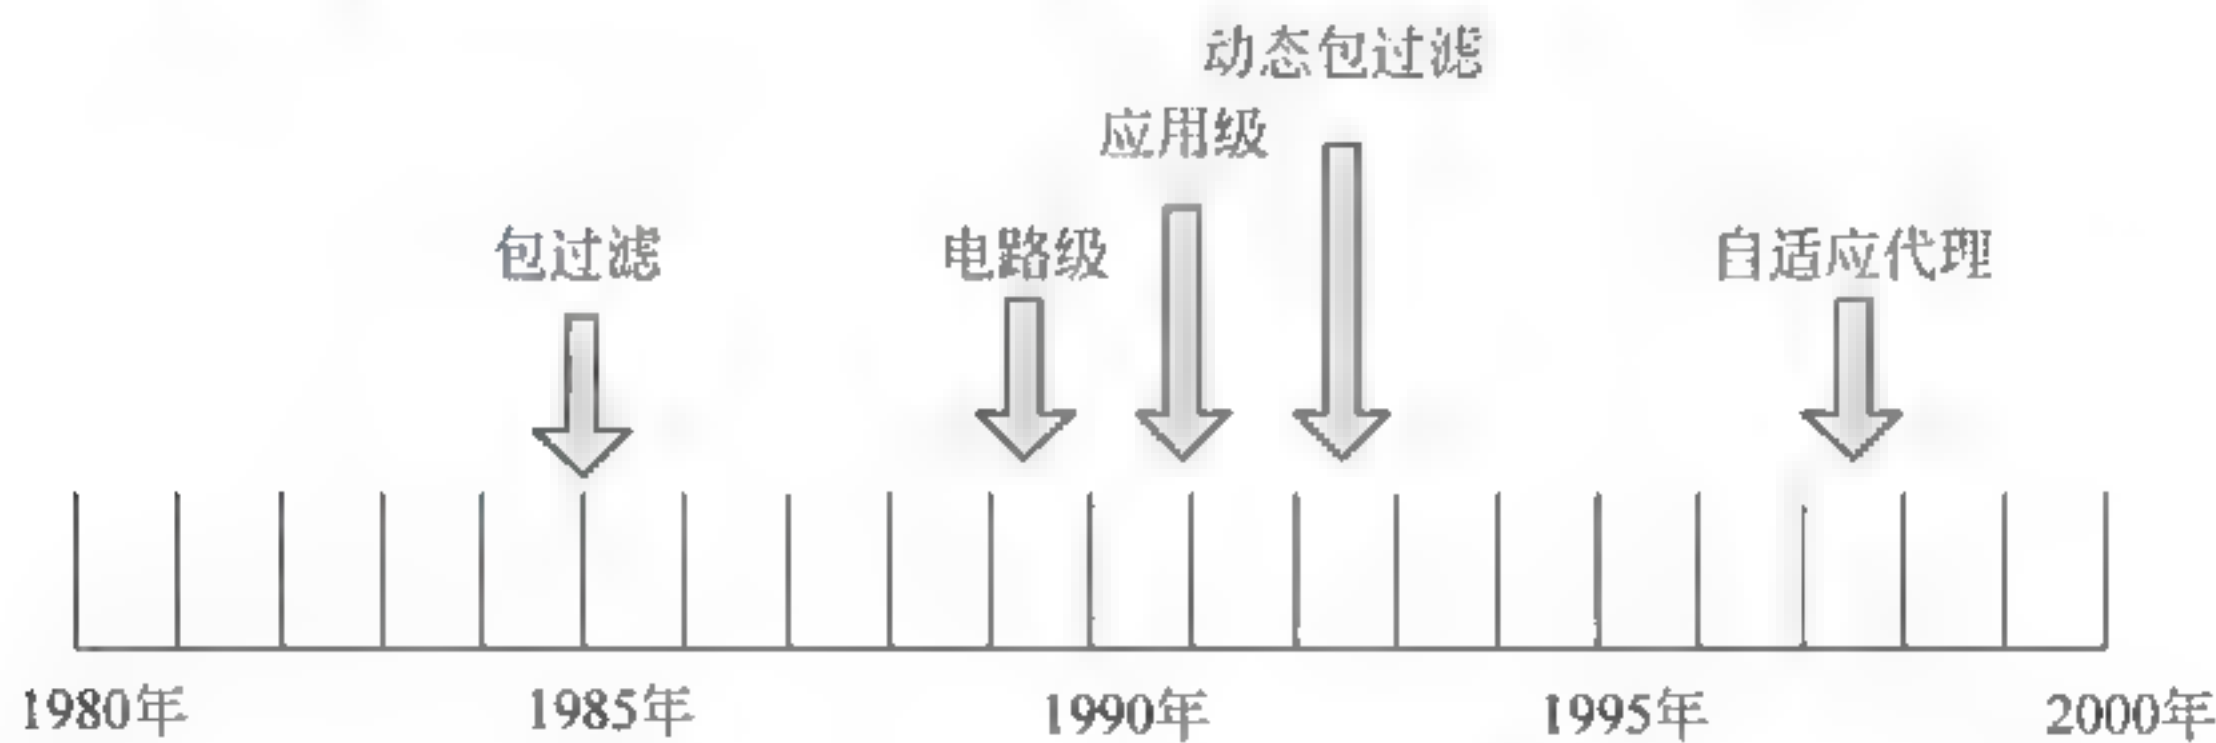 动态包过滤
应用级
包过滤
电路级
自适应代理
1980年
1985年
1990年
1995年
2000年